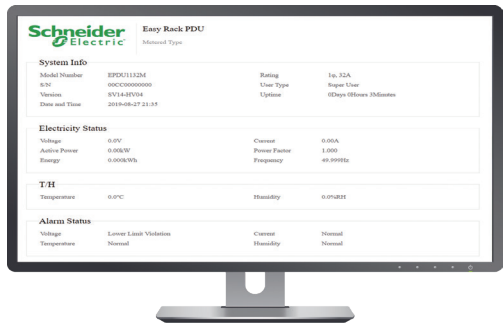 Schneider Electric
Easy Rack PDU
Metered Type
System Info
Model Number EPDU1132M Rating 1φ, 32A
S/N 00CC00000000 User Type Super User
Version SV14-HV04 Uptime 0Days 0Hours 3Minutes
Date and Time 2019-08-27 21:35
Electricity Status
Voltage 0.0V Current 0.00A
Active Power 0.00kW Power Factor 1.000
Energy 0.000kWh Frequency 49.999Hz
T/H
Temperature 0.0°C Humidity 0.0%RH
Alarm Status
Voltage Lower Limit Violation Current Normal
Temperature Normal Humidity Normal